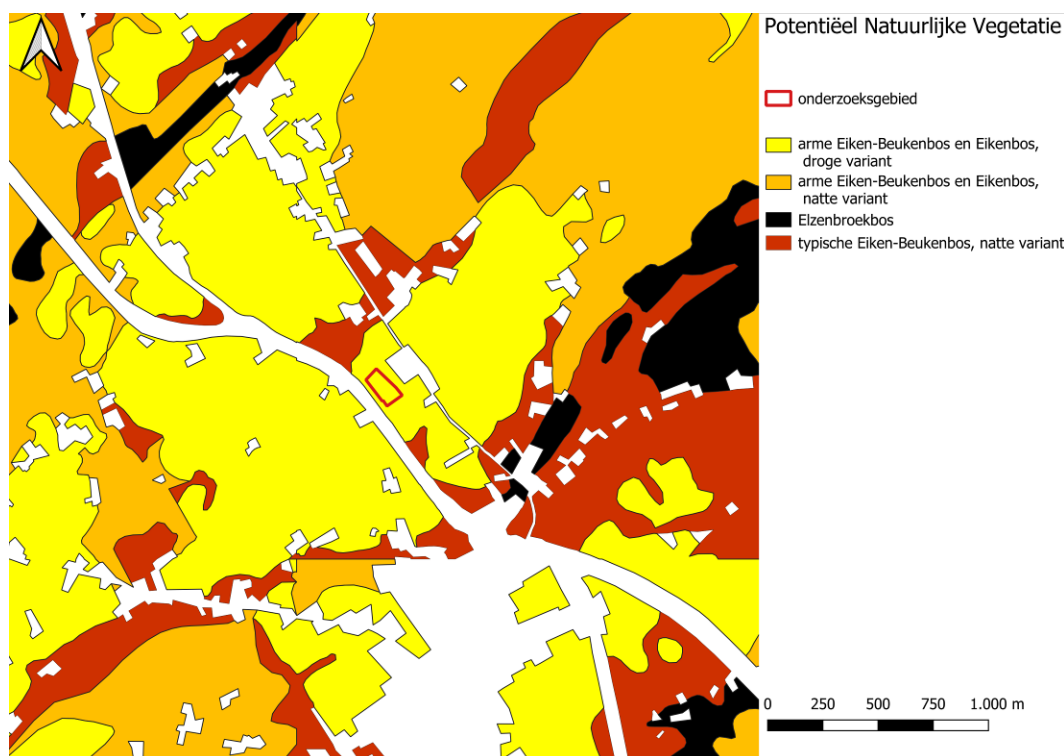 Potentiëel Natuurlijke Vegetatie
onderzoeksgebied
arme Eiken-Beukenbos en Eikenbos,
droge variant
arme Eiken-Beukenbos en Eikenbos,
natte variant
Elzenbroekbos
typische Eiken-Beukenbos, natte variant
0 250 500 750 1.000 m